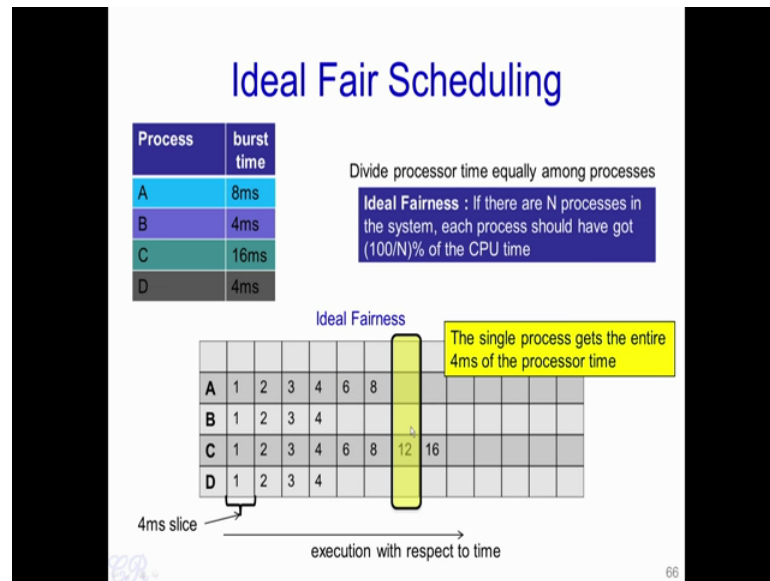 Ideal Fair Scheduling
Process burst time
A 8ms
B 4ms
C 16ms
D 4ms
Divide processor time equally among processes
Ideal Fairness : If there are N processes in
the system, each process should have got
(100/N)% of the CPU time
Ideal Fairness
The single process gets the entire
4ms of the processor time
A 1 2 3 4 6 8
B 1 2 3 4
C 1 2 3 4 6 8 12 16
D 1 2 3 4
4ms slice
execution with respect to time
66